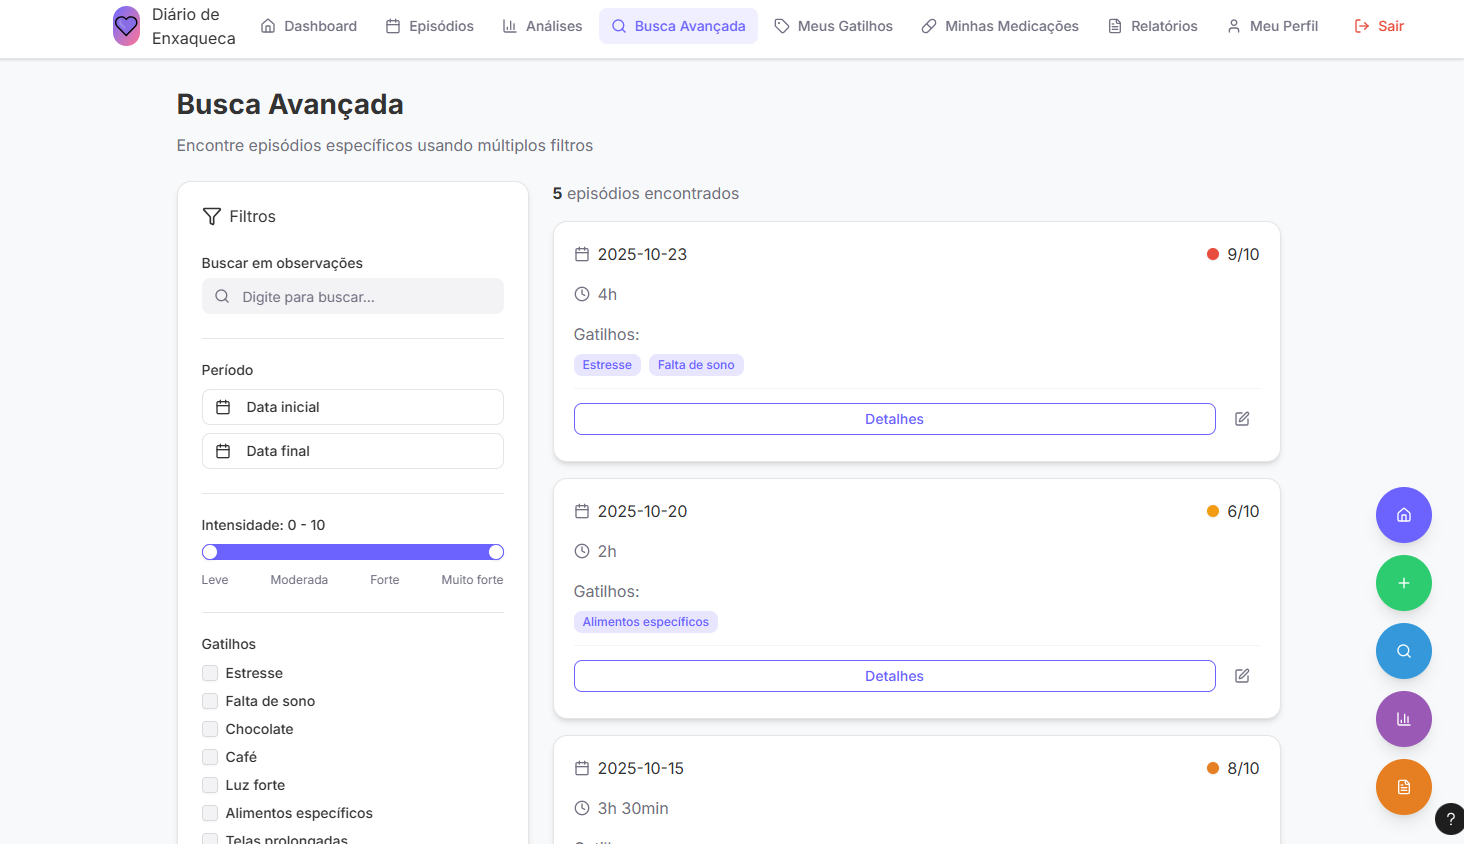 Diário de
Enxaqueca
Dashboard
Episódios
Análises
Busca Avançada
Meus Gatilhos
Minhas Medicações
Relatórios
Meu Perfil
Sair
Busca Avançada
Encontre episódios específicos usando múltiplos filtros
Filtros
Buscar em observações
Digite para buscar...
Período
Data inicial
Data final
Intensidade: 0 - 10
Leve Moderada Forte Muito forte
Gatilhos
Estresse
Falta de sono
Chocolate
Café
Luz forte
Alimentos específicos
Telas prolongadas
5 episódios encontrados
2025-10-23 9/10
4h
Gatilhos:
Estresse Falta de sono
Detalhes
2025-10-20 6/10
2h
Gatilhos:
Alimentos específicos
Detalhes
2025-10-15 8/10
3h 30min
?